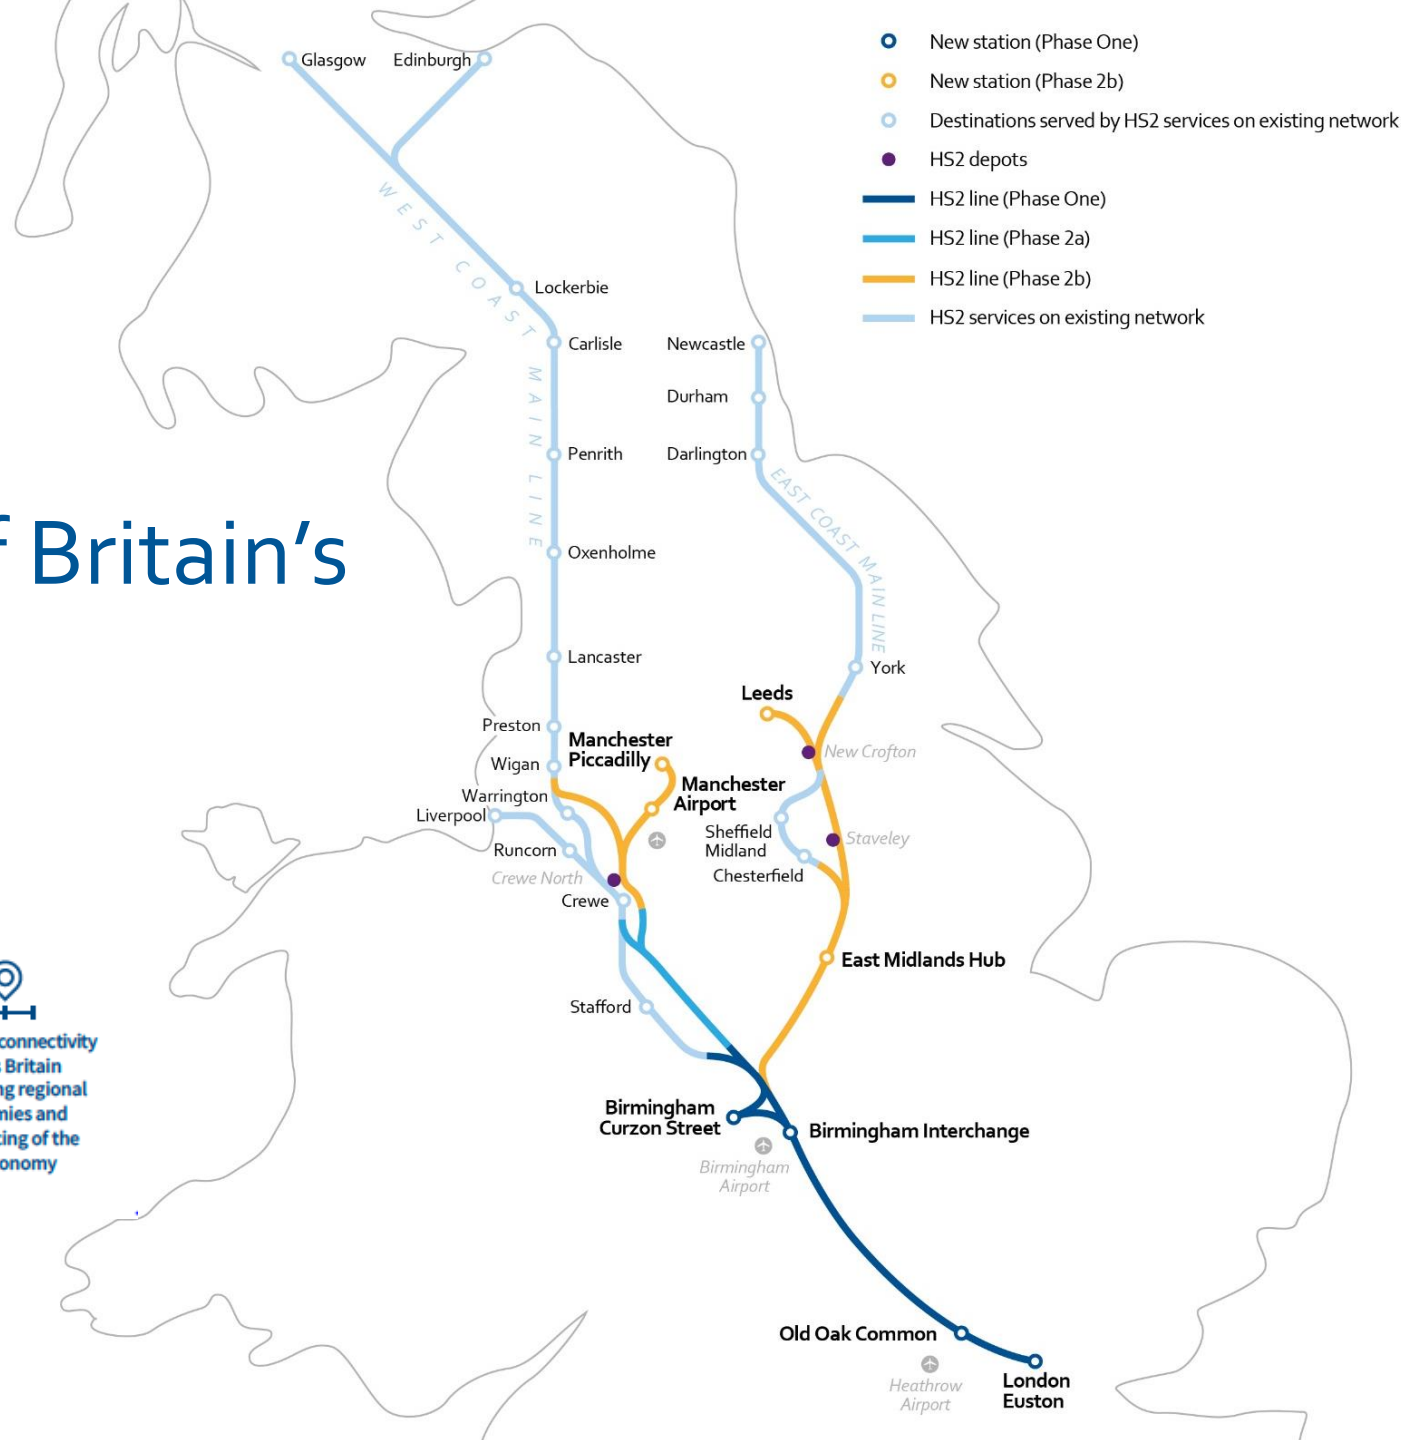 Glasgow
Edinburgh
New station (Phase One)
New station (Phase 2b)
Destinations served by HS2 services on existing network
HS2 depots
HS2 line (Phase One)
HS2 line (Phase 2a)
HS2 line (Phase 2b)
HS2 services on existing network
WEST COAST MAIN LINE
Lockerbie
Carlisle
Newcastle
Durham
Penrith
Darlington
EAST COAST MAIN LINE
Britain's
Oxenholme
Lancaster
York
Leeds
Preston
Manchester
Piccadilly
New Crofton
Wigan
Manchester
Airport
Warrington
Liverpool
Sheffield
Midland
Staveley
Runcorn
Chesterfield
Crewe North
Crewe
East Midlands Hub
Stafford
connectivity
Britain
regional
and
of the
Birmingham
Curzon Street
Birmingham Interchange
Birmingham
Airport
Old Oak Common
Heathrow
Airport
London
Euston